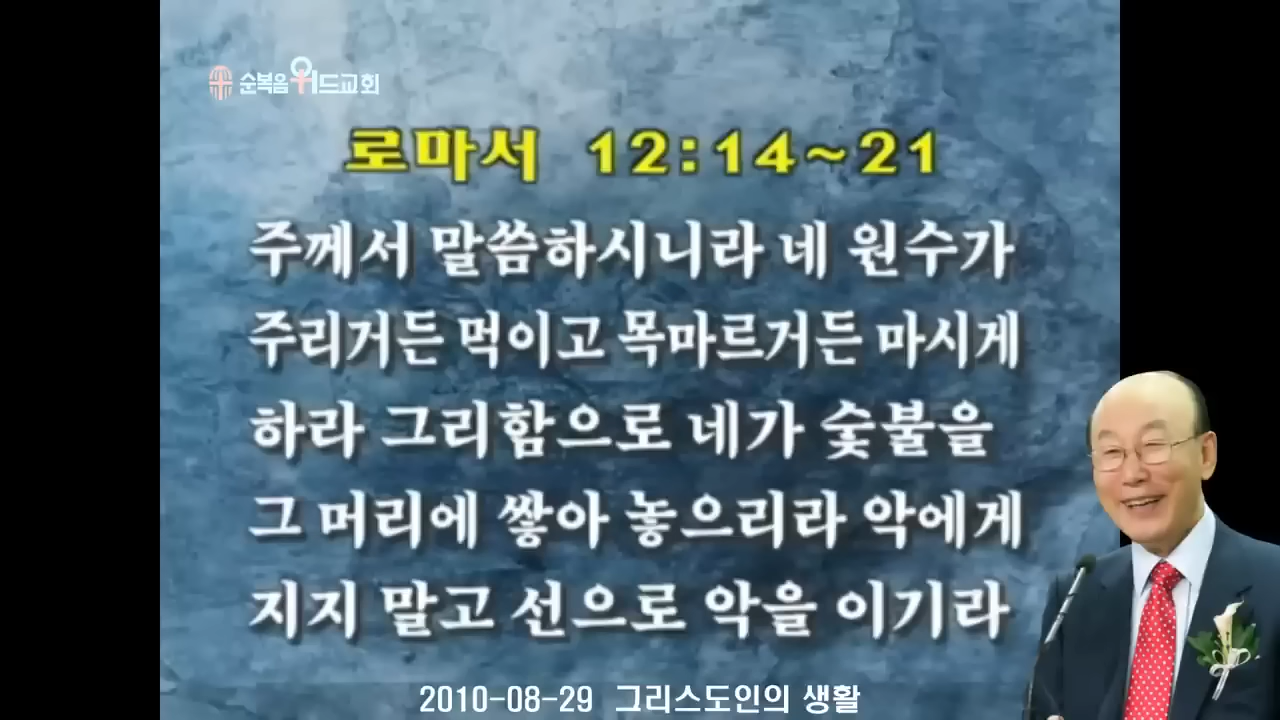 순복음위드교회
로마서 12:14~21
주께서 말씀하시니라 네 원수가
주리거든 먹이고 목마르거든 마시게
하라 그리함으로 네가 숯불을
그 머리에 쌓아 놓으리라 악에게
지지 말고 선으로 악을 이기라
2010-08-29 그리스도인의 생활